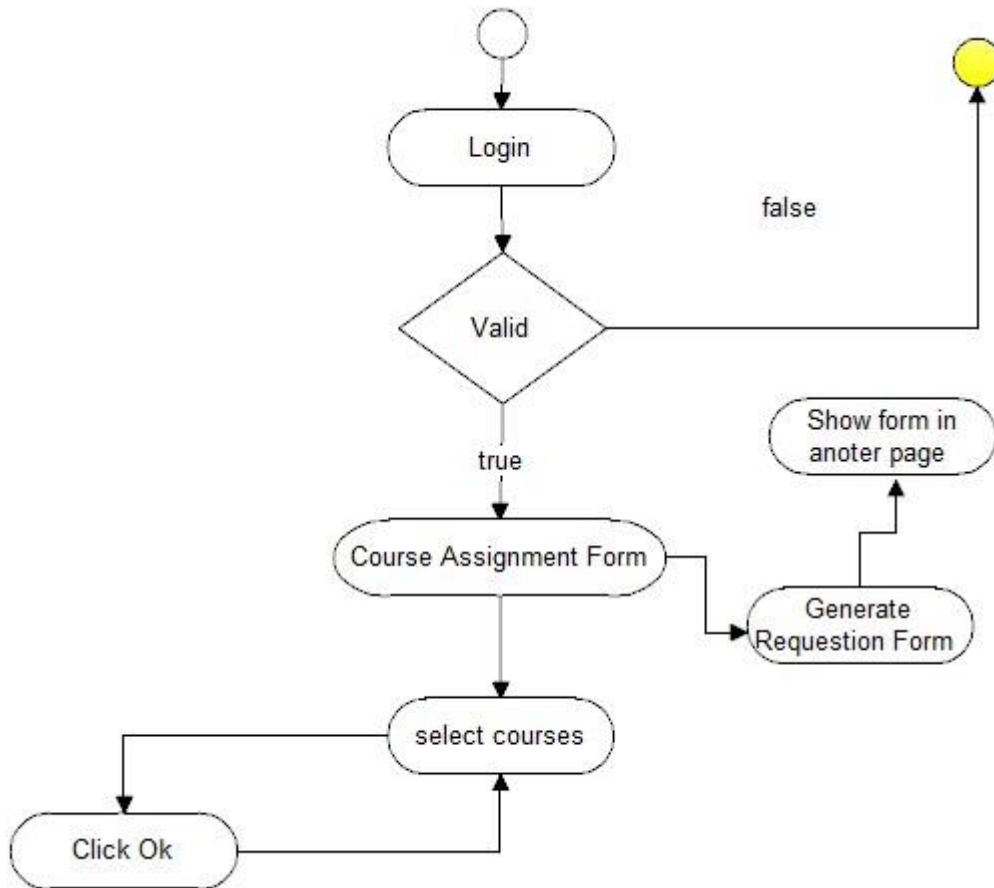 Login
false
Valid
Show form in
anoter page
true
Course Assignment Form
Generate
Requestion Form
select courses
Click Ok